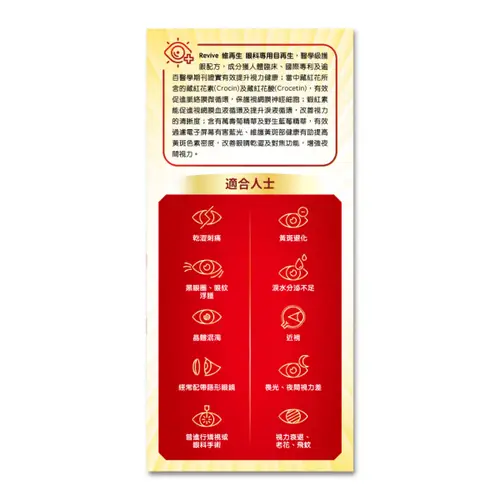 Revive 維再生 眼科專用目再生，醫學級護
眼配方，成分獲人體臨床、國際專利及逾
百醫學期刊證實有效提升視力健康；當中藏紅花所
含的藏紅花素(Crocin)及藏紅花酸(Crocetin)，有效
促進脈絡膜微循環，保護視網膜神經細胞；蝦紅素
能促進視網膜血液循環及提升淚液循環，改善視力
的清晰度；含有萬壽菊精華及野生藍莓精華，有效
過濾電子屏幕有害藍光、維護黃斑部健康有助提高
黃斑色素密度，改善眼睛乾澀及對焦功能，增強夜
間視力。
適合人士
乾澀刺痛
黃斑退化
黑眼圈、眼紋
浮腫
淚水分泌不足
晶體混濁
近視
經常配帶隱形眼鏡
畏光、夜間視力差
曾進行矯視或
眼科手術
視力衰退、
老花、飛蚊